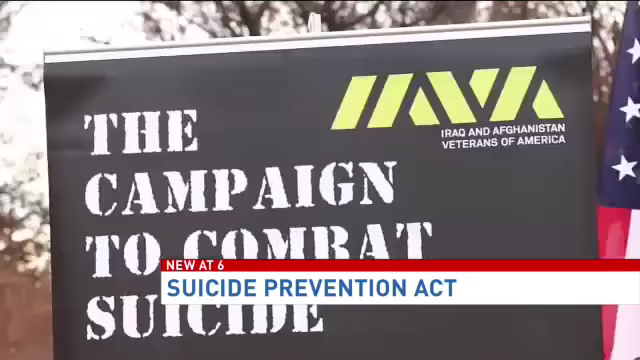 IAVA
IRAQ AND AFGHANISTAN
VETERANS OF AMERICA
THE
CAMPAIGN
TO COMBAT
SUICIDE
NEW AT 6
SUICIDE PREVENTION ACT